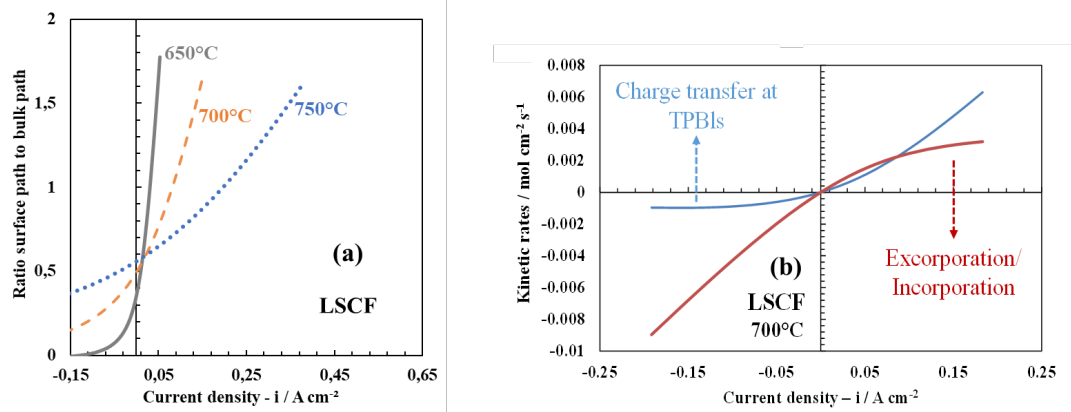 2
1,5
1
0,5
0
Ratio surface path to bulk path
650°C
700°C
750°C
(a)
LSCF
-0,15
0,05
0,25
0,45
0,65
Current density - i / A cm⁻²
0.008
0.006
0.004
0.002
0
-0.002
-0.004
-0.006
-0.008
-0.01
Kinetic rates / mol cm⁻² s⁻¹
-0.25
-0.15
-0.05
0.05
0.15
0.25
Charge transfer at
TPBls
Excorporation/
Incorporation
(b)
LSCF
700°C
Current density – i / A cm⁻²